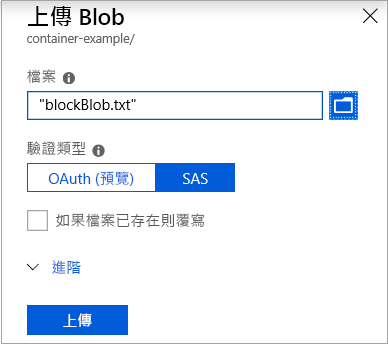 上傳 Blob
container-example/
檔案
"blockBlob.txt"
驗證類型
OAuth (預覽) SAS
如果檔案已存在則覆寫
進階
上傳